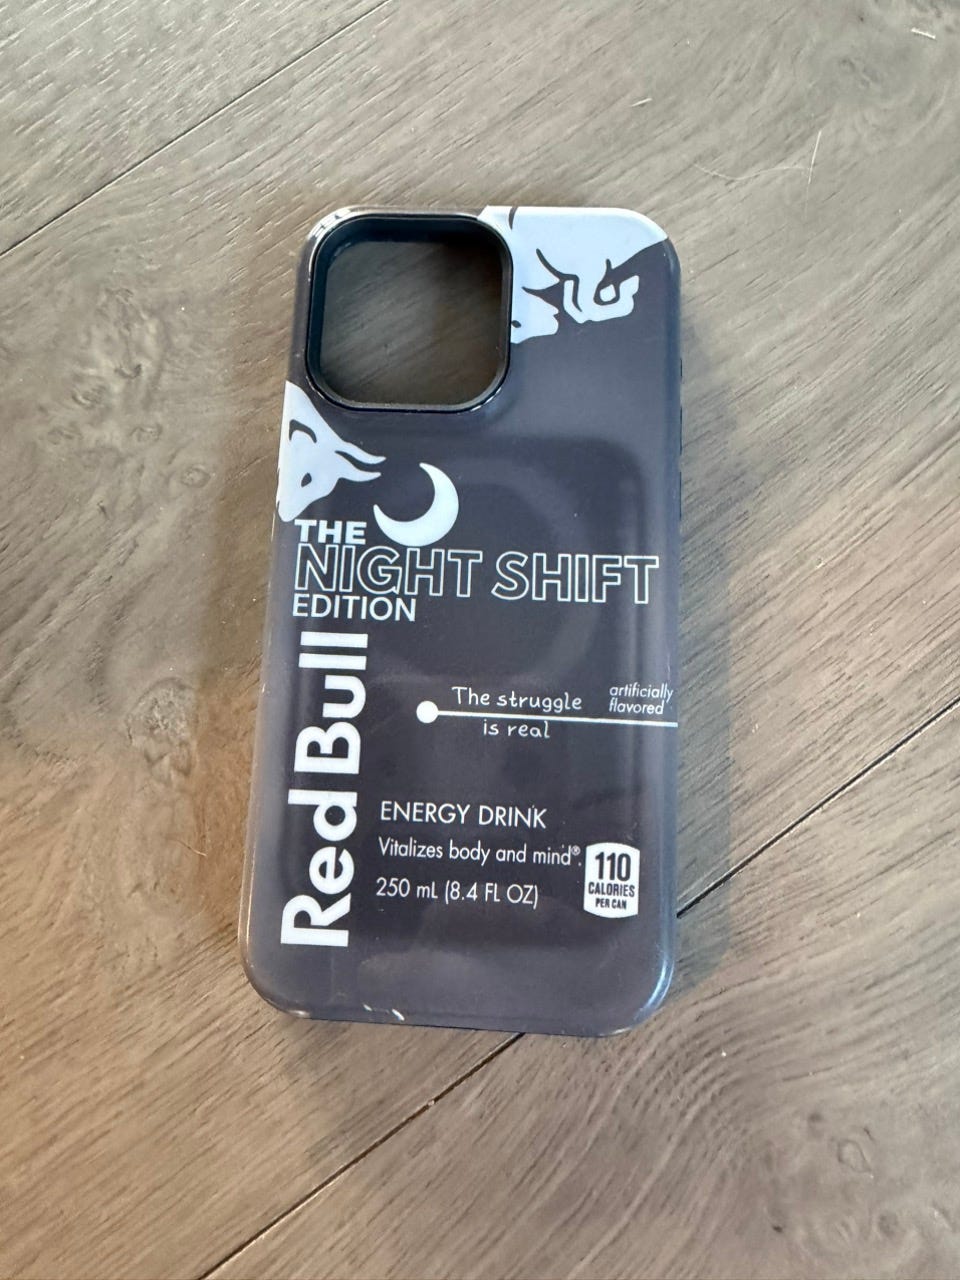 THE
NIGHT SHIFT
EDITION
Red Bull
The struggle
is real
artificially
flavored
ENERGY DRINK
Vitalizes body and mind®.
250 mL (8.4 FL OZ)
110
CALORIES
PER CAN